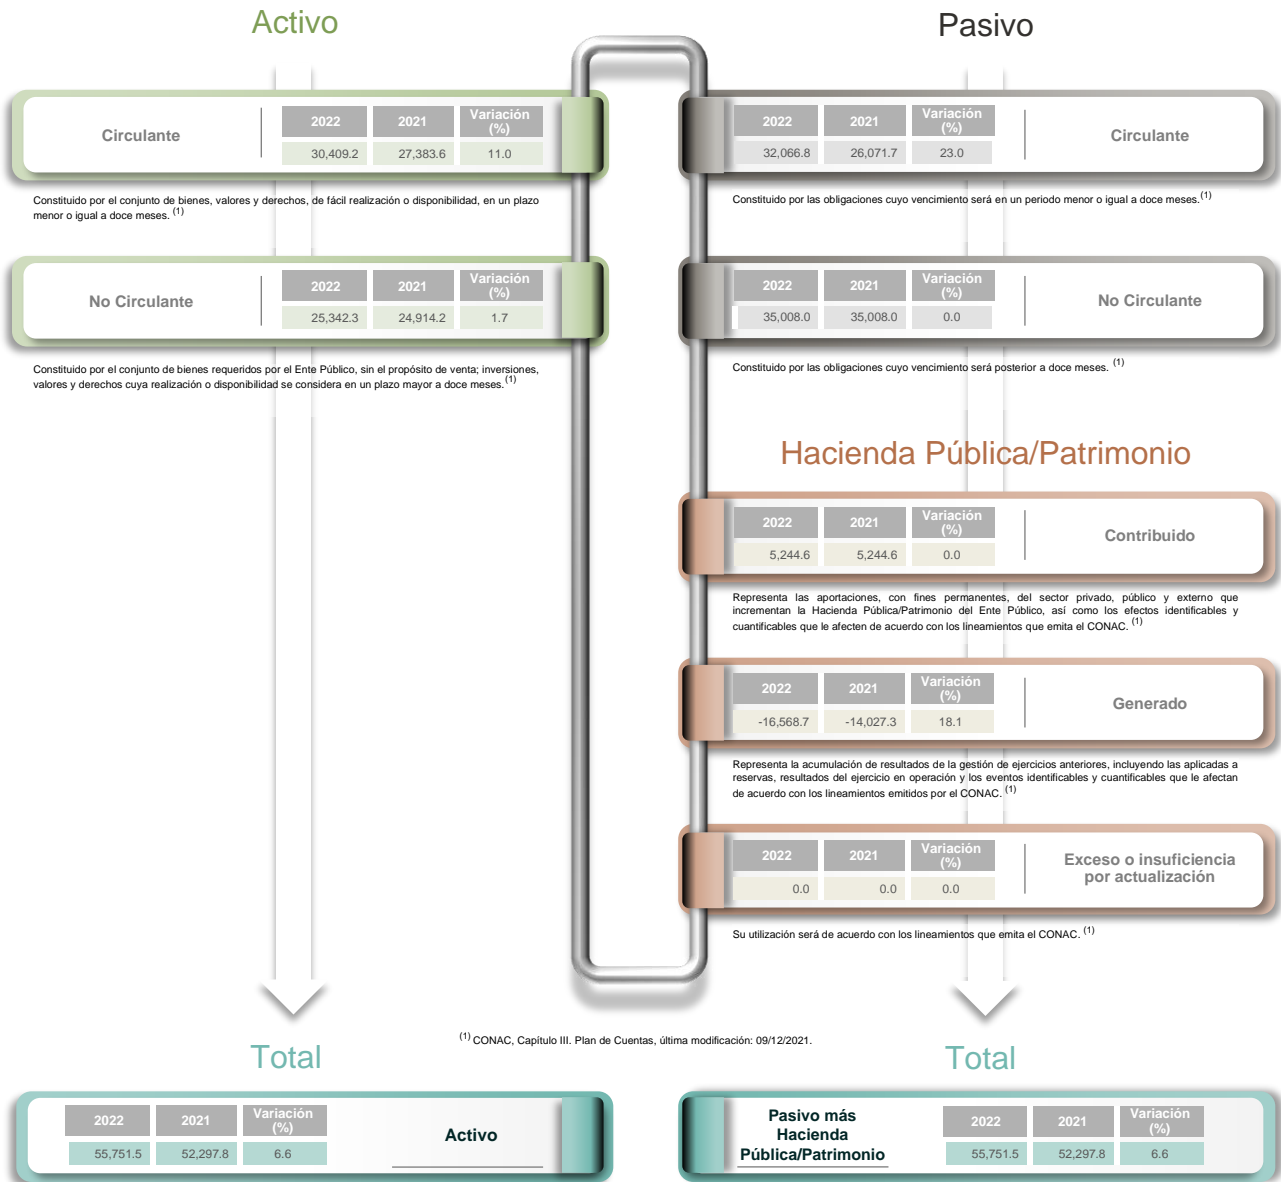 Activo
Circulante
2022 2021 Variación (%)
30,409.2 27,383.6 11.0
Constituido por el conjunto de bienes, valores y derechos, de fácil realización o disponibilidad, en un plazo
menor o igual a doce meses. (1)
No Circulante
2022 2021 Variación (%)
25,342.3 24,914.2 1.7
Constituido por el conjunto de bienes requeridos por el Ente Público, sin el propósito de venta; inversiones,
valores y derechos cuya realización o disponibilidad se considera en un plazo mayor a doce meses. (1)
Pasivo
2022 2021 Variación (%)
32,066.8 26,071.7 23.0
Circulante
Constituido por las obligaciones cuyo vencimiento será en un periodo menor o igual a doce meses. (1)
2022 2021 Variación (%)
35,008.0 35,008.0 0.0
No Circulante
Constituido por las obligaciones cuyo vencimiento será posterior a doce meses. (1)
Hacienda Pública/Patrimonio
2022 2021 Variación (%)
5,244.6 5,244.6 0.0
Contribuido
Representa las aportaciones, con fines permanentes, del sector privado, público y externo que
incrementan la Hacienda Pública/Patrimonio del Ente Público, así como los efectos identificables y
cuantificables que le afecten de acuerdo con los lineamientos que emita el CONAC. (1)
2022 2021 Variación (%)
-16,568.7 -14,027.3 18.1
Generado
Representa la acumulación de resultados de la gestión de ejercicios anteriores, incluyendo las aplicadas a
reservas, resultados del ejercicio en operación y los eventos identificables y cuantificables que le afectan
de acuerdo con los lineamientos emitidos por el CONAC. (1)
2022 2021 Variación (%)
0.0 0.0 0.0
Exceso o insuficiencia
por actualización
Su utilización será de acuerdo con los lineamientos que emita el CONAC. (1)
(1) CONAC, Capítulo III. Plan de Cuentas, última modificación: 09/12/2021.
Total
2022 2021 Variación (%)
55,751.5 52,297.8 6.6
Activo
Total
Pasivo más
Hacienda
Pública/Patrimonio
2022 2021 Variación (%)
55,751.5 52,297.8 6.6